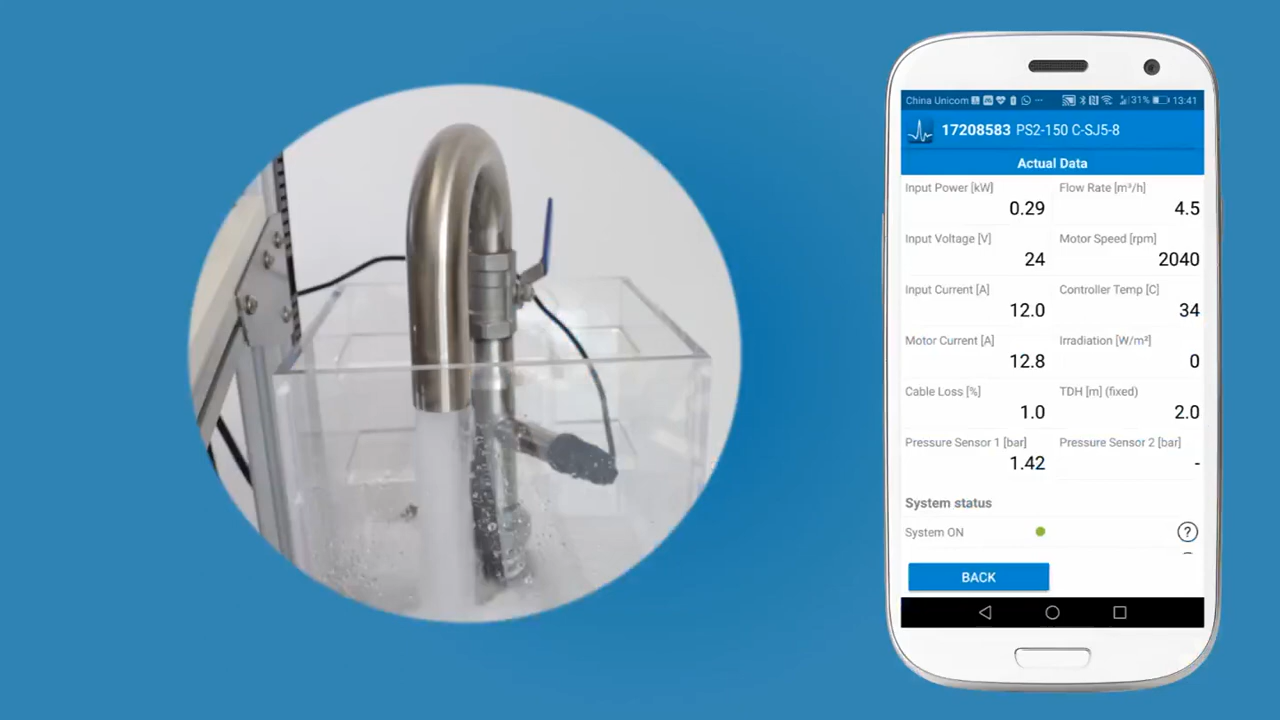 China Unicom ... 31% 13:41
17208583 PS2-150 C-SJ5-8
Actual Data
Input Power [kW] Flow Rate [m³/h]
0.29 4.5
Input Voltage [V] Motor Speed [rpm]
24 2040
Input Current [A] Controller Temp [C]
12.0 34
Motor Current [A] Irradiation [W/m²]
12.8 0
Cable Loss [%] TDH [m] (fixed)
1.0 2.0
Pressure Sensor 1 [bar] Pressure Sensor 2 [bar]
1.42 -
System status
System ON ?
BACK